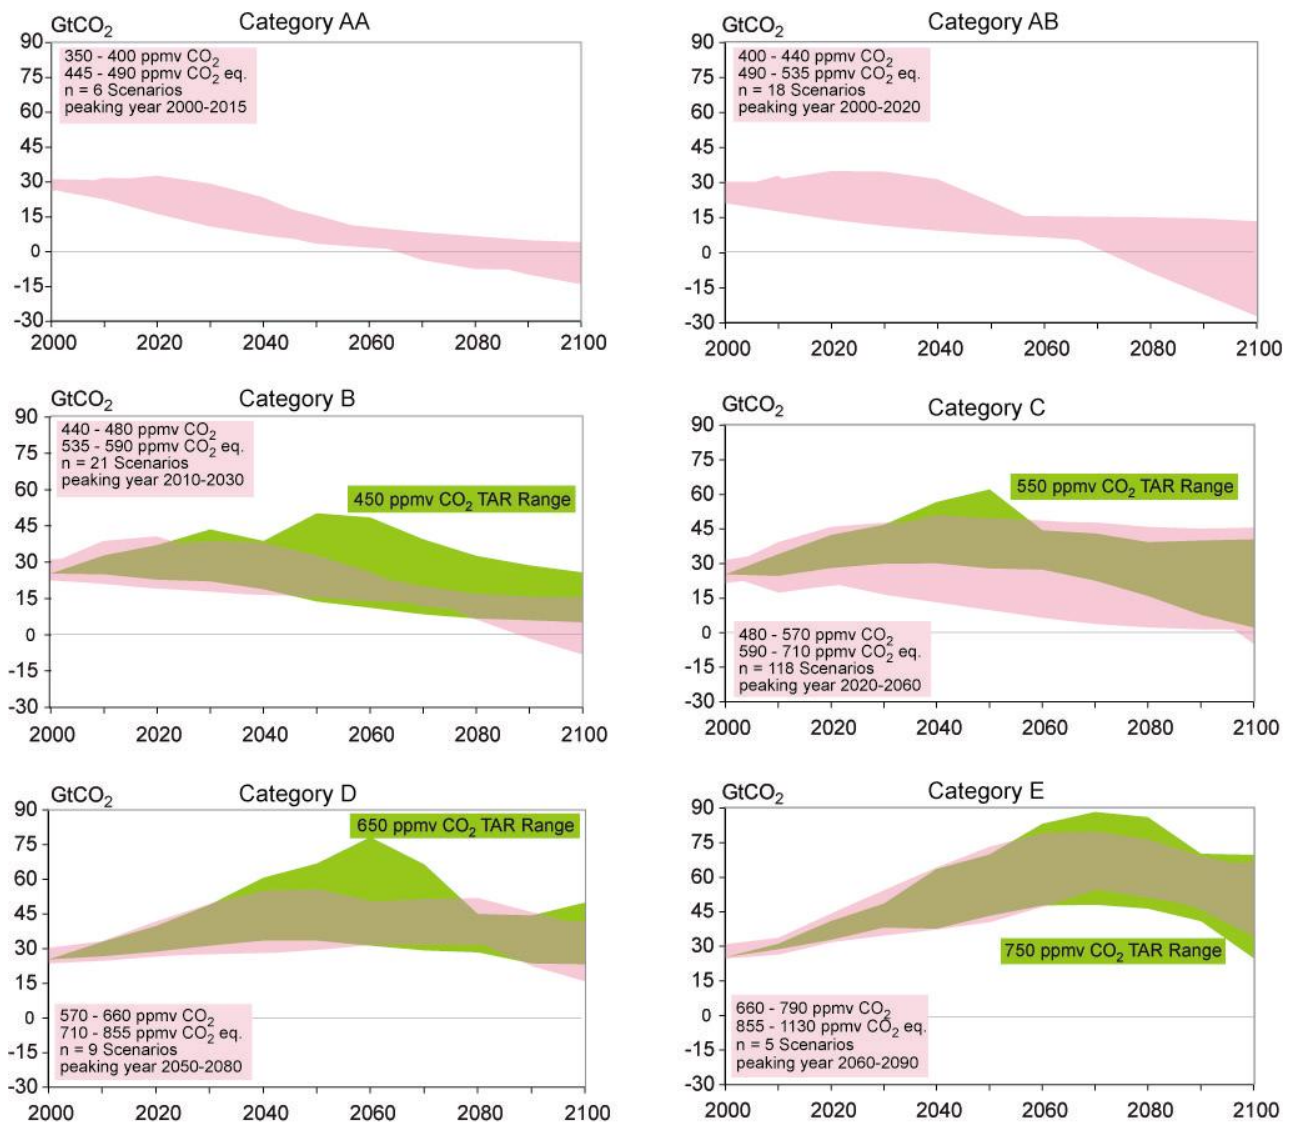 GtCO2
Category AA
350 - 400 ppmv CO2
445 - 490 ppmv CO2 eq.
n = 6 Scenarios
peaking year 2000-2015
90
75
60
45
30
15
0
-15
-30
2000 2020 2040 2060 2080 2100
GtCO2
Category AB
400 - 440 ppmv CO2
490 - 535 ppmv CO2 eq.
n = 18 Scenarios
peaking year 2000-2020
90
75
60
45
30
15
0
-15
-30
2000 2020 2040 2060 2080 2100
GtCO2
Category B
440 - 480 ppmv CO2
535 - 590 ppmv CO2 eq.
n = 21 Scenarios
peaking year 2010-2030
450 ppmv CO2 TAR Range
90
75
60
45
30
15
0
-15
-30
2000 2020 2040 2060 2080 2100
GtCO2
Category C
550 ppmv CO2 TAR Range
480 - 570 ppmv CO2
590 - 710 ppmv CO2 eq.
n = 118 Scenarios
peaking year 2020-2060
90
75
60
45
30
15
0
-15
-30
2000 2020 2040 2060 2080 2100
GtCO2
Category D
650 ppmv CO2 TAR Range
570 - 660 ppmv CO2
710 - 855 ppmv CO2 eq.
n = 9 Scenarios
peaking year 2050-2080
90
75
60
45
30
15
0
-15
-30
2000 2020 2040 2060 2080 2100
GtCO2
Category E
750 ppmv CO2 TAR Range
660 - 790 ppmv CO2
855 - 1130 ppmv CO2 eq.
n = 5 Scenarios
peaking year 2060-2090
90
75
60
45
30
15
0
-15
-30
2000 2020 2040 2060 2080 2100